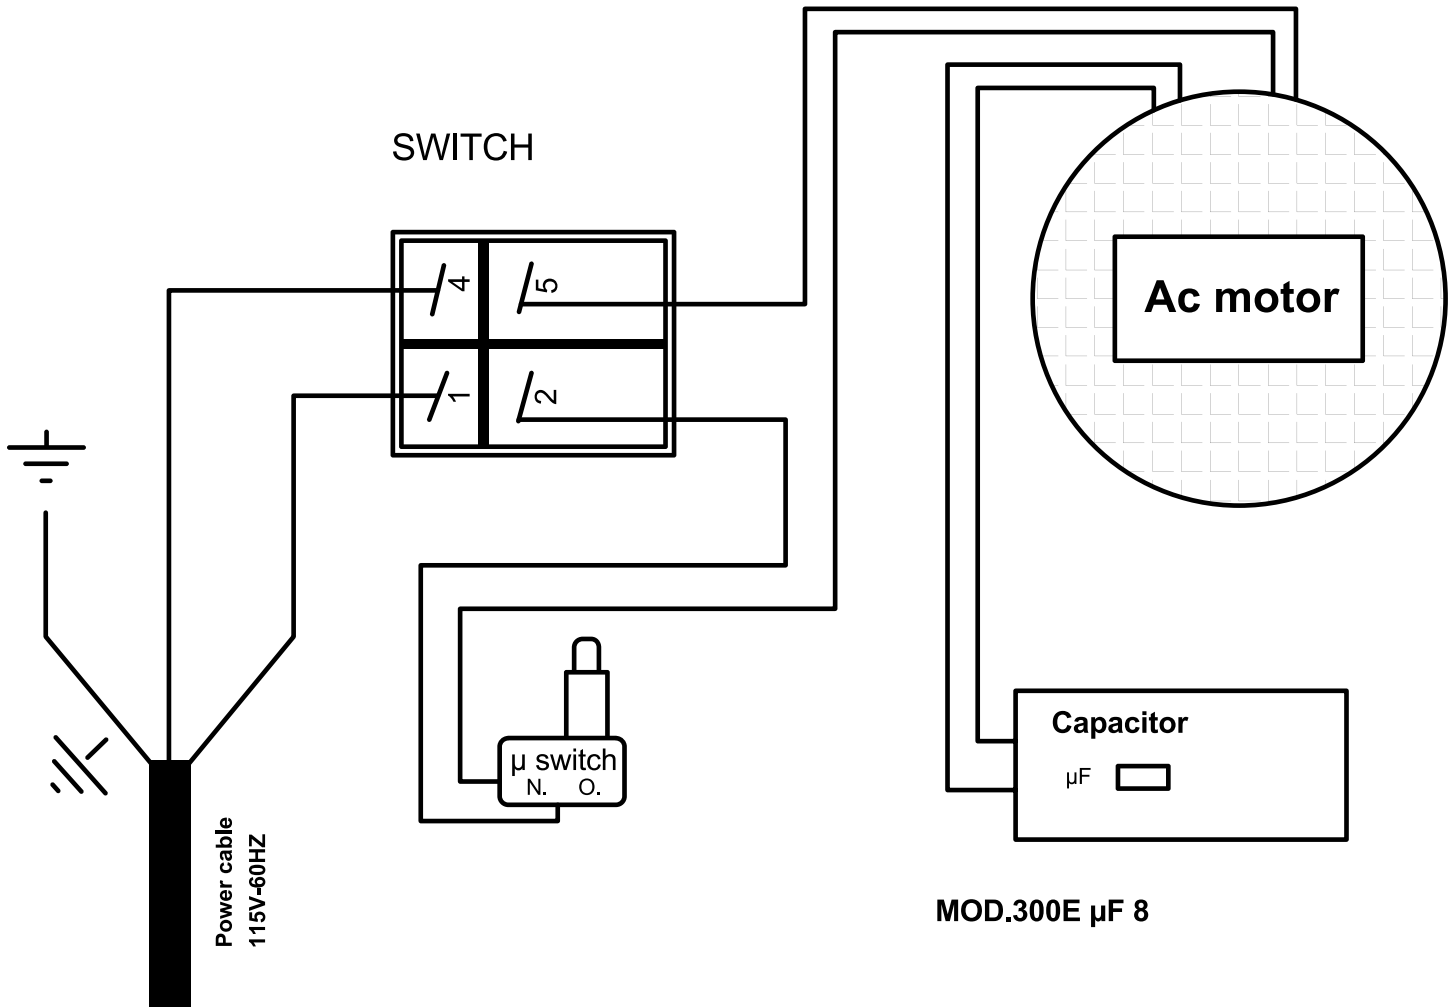 SWITCH
4
5
1
2
Ac motor
µ switch
N. O.
Capacitor
µF
Power cable
115V-60HZ
MOD.300E µF 8